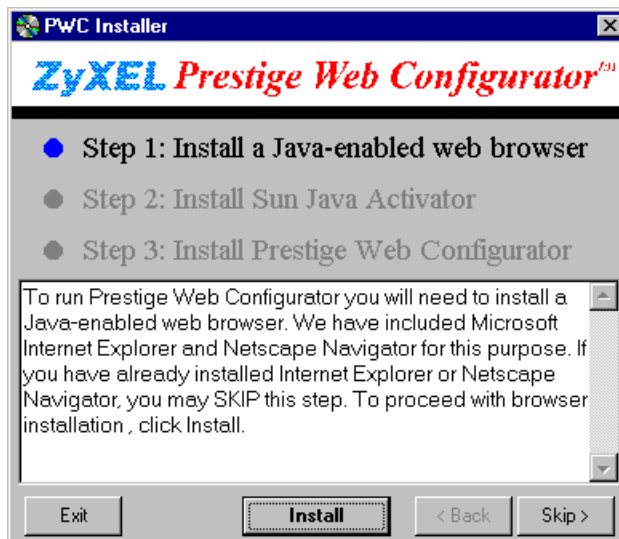 PWC Installer
ZyXEL Prestige Web Configurator
Step 1: Install a Java-enabled web browser
Step 2: Install Sun Java Activator
Step 3: Install Prestige Web Configurator
To run Prestige Web Configurator you will need to install a
Java-enabled web browser. We have included Microsoft
Internet Explorer and Netscape Navigator for this purpose. If
you have already installed Internet Explorer or Netscape
Navigator, you may SKIP this step. To proceed with browser
installation , click Install.
Exit
Install
< Back
Skip >